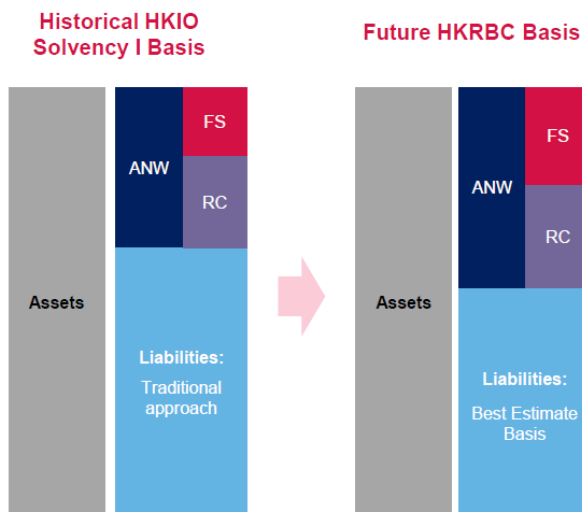 Historical HKIO
Solvency I Basis
Future HKRBC Basis
FS
ANW
RC
Assets
Liabilities:
Traditional
approach
FS
ANW
RC
Assets
Liabilities:
Best Estimate
Basis